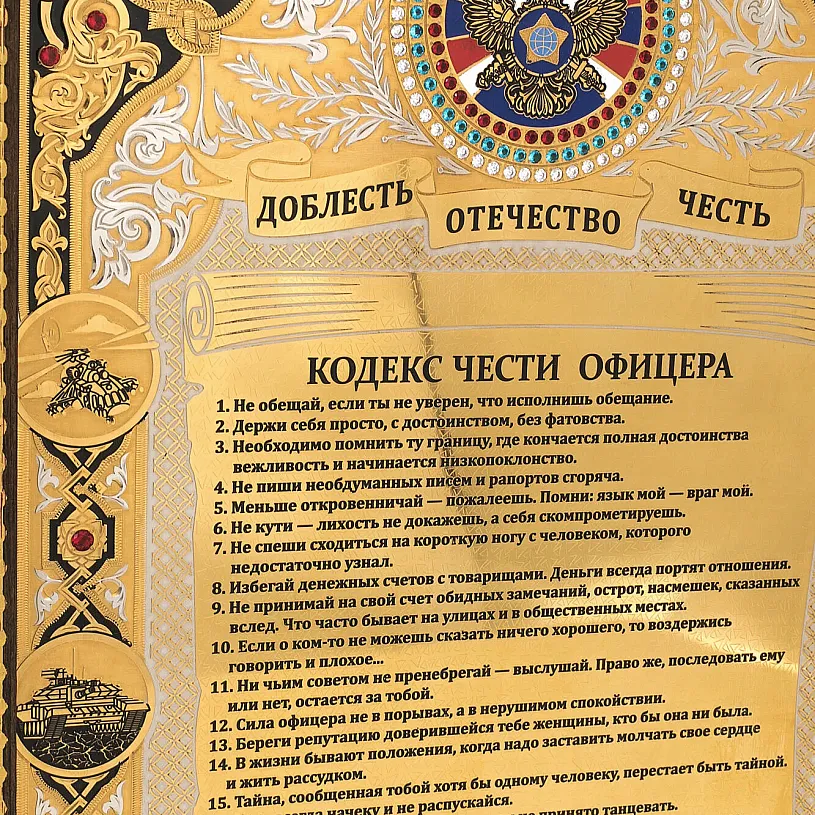 ДОБЛЕСТЬ ОТЕЧЕСТВО ЧЕСТЬ
КОДЕКС ЧЕСТИ ОФИЦЕРА
1. Не обещай, если ты не уверен, что исполнишь обещание.
2. Держи себя просто, с достоинством, без фатовства.
3. Необходимо помнить ту границу, где кончается полная достоинства
вежливость и начинается низкопоклонство.
4. Не пиши необдуманных писем и рапортов сгоряча.
5. Меньше откровенничай — пожалеешь. Помни: язык мой — враг мой.
6. Не кути — лихость не докажешь, а себя скомпрометируешь.
7. Не спеши сходиться на короткую ногу с человеком, которого
недостаточно узнал.
8. Избегай денежных счетов с товарищами. Деньги всегда портят отношения.
9. Не принимай на свой счет обидных замечаний, острот, насмешек, сказанных
вслед. Что часто бывает на улицах и в общественных местах.
10. Если о ком-то не можешь сказать ничего хорошего, то воздержись
говорить и плохое...
11. Ни чьим советом не пренебрегай — выслушай. Право же, последовать ему
или нет, остается за тобой.
12. Сила офицера не в порывах, а в нерушимом спокойствии.
13. Береги репутацию доверившейся тебе женщины, кто бы она ни была.
14. В жизни бывают положения, когда надо заставить молчать свое сердце
и жить рассудком.
15. Тайна, сообщенная тобой хотя бы одному человеку, перестает быть тайной.
начеку и не распускайся.
принято танцевать.